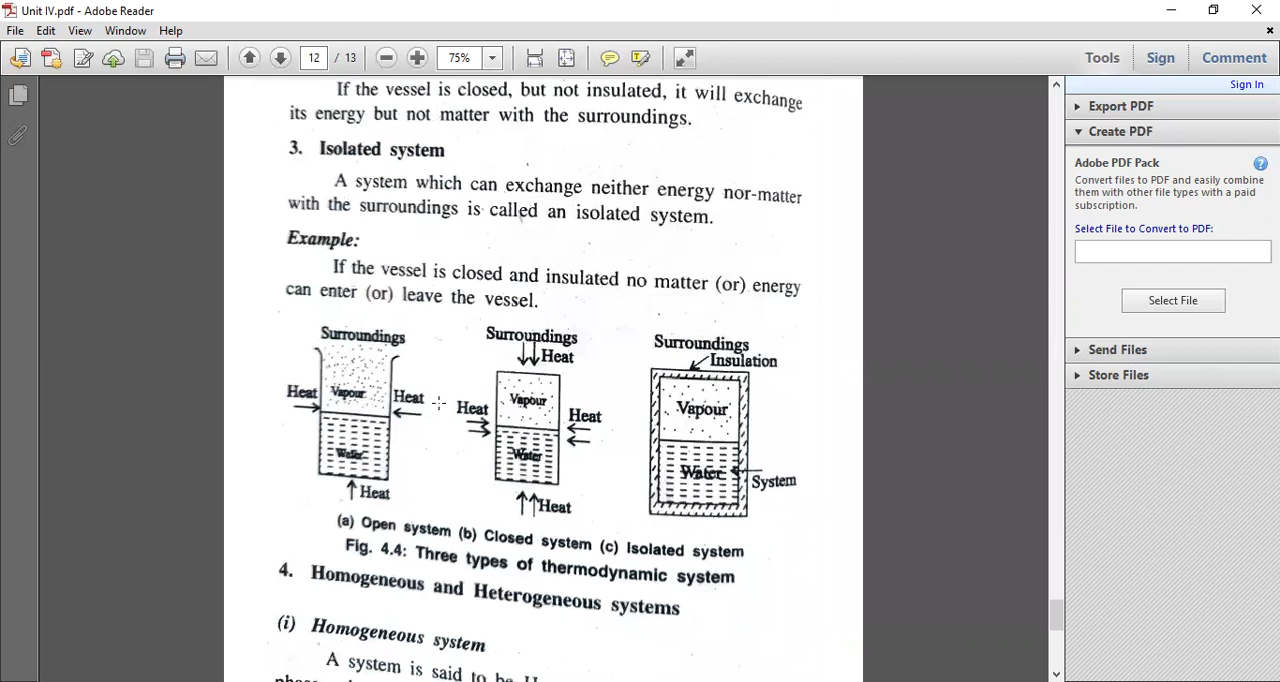 Unit IV.pdf - Adobe Reader
File Edit View Window Help
12 / 13 75% Tools Sign Comment
Sign In
Export PDF
Create PDF
Adobe PDF Pack
Convert files to PDF and easily combine
them with other file types with a paid
subscription.
Select File to Convert to PDF:
Select File
Send Files
Store Files
If the vessel is closed, but not insulated, it will exchange
its energy but not matter with the surroundings.
3. Isolated system
A system which can exchange neither energy nor-matter
with the surroundings is called an isolated system.
Example:
If the vessel is closed and insulated no matter (or) energy
can enter (or) leave the vessel.
Surroundings
Heat
Vapour
Heat
Water
Heat
Surroundings
Heat
Heat
Vapour
Heat
Water
Heat
Surroundings
Insulation
Vapour
Water
System
(a) Open system (b) Closed system (c) Isolated system
Fig. 4.4: Three types of thermodynamic system
4. Homogeneous and Heterogeneous systems
(i) Homogeneous system
A system is said to be